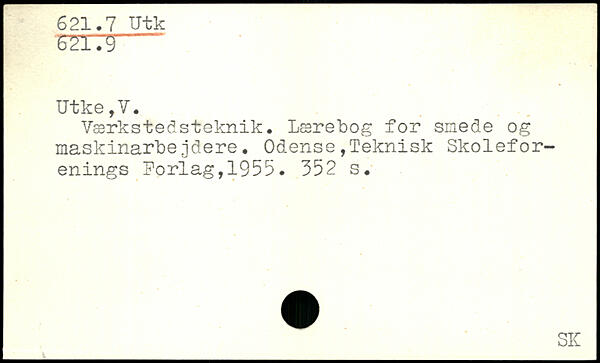 621.7 Utk
621.9
Utke,V.
Værkstedsteknik. Lærebog for smede og
maskinarbejdere. Odense,Teknisk Skolefor-
enings Forlag,1955. 352 s.
SK